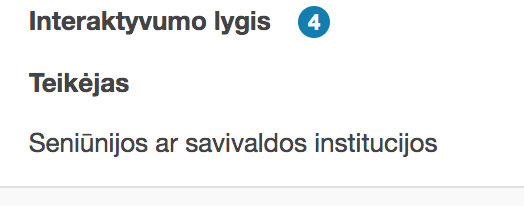 Interaktyvumo lygis 4
Teikėjas
Seniūnijos ar savivaldos institucijos